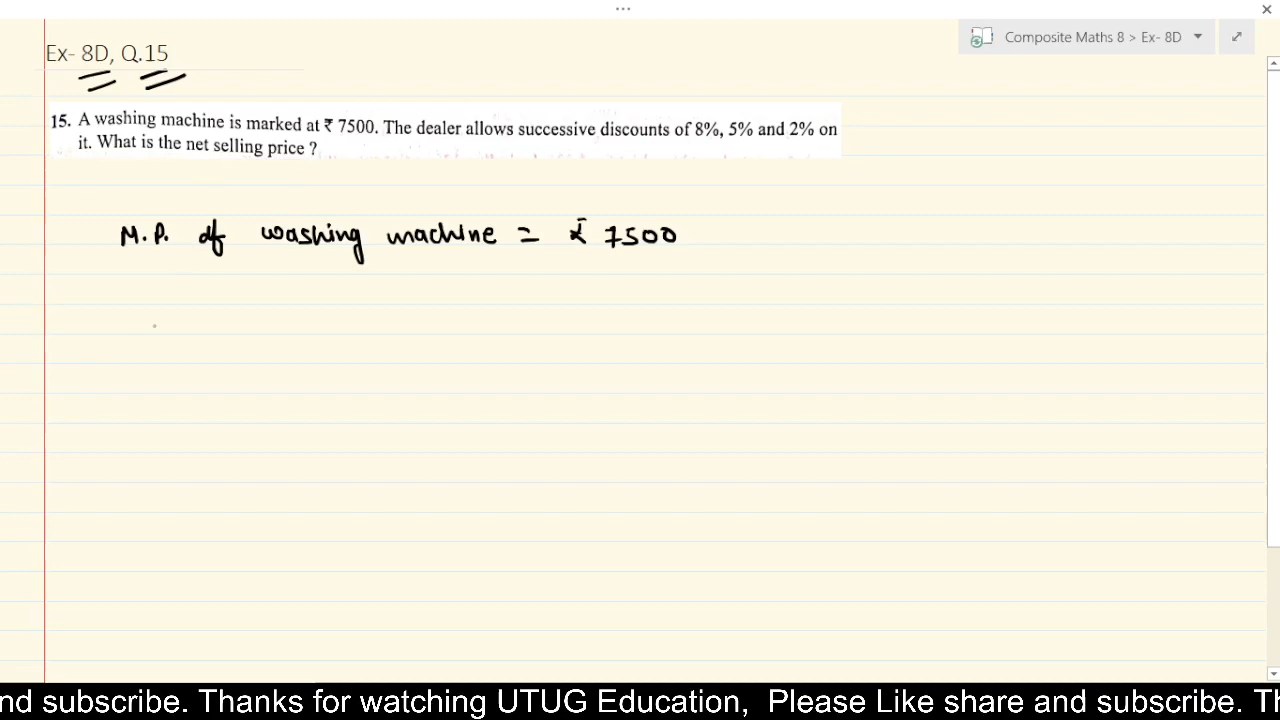 Ex- 8D, Q.15
Composite Maths 8 > Ex- 8D
15. A washing machine is marked at ₹ 7500. The dealer allows successive discounts of 8%, 5% and 2% on
it. What is the net selling price ?
M.P. of washing machine = ₹ 7500
nd subscribe. Thanks for watching UTUG Education, Please Like share and subscribe. Th